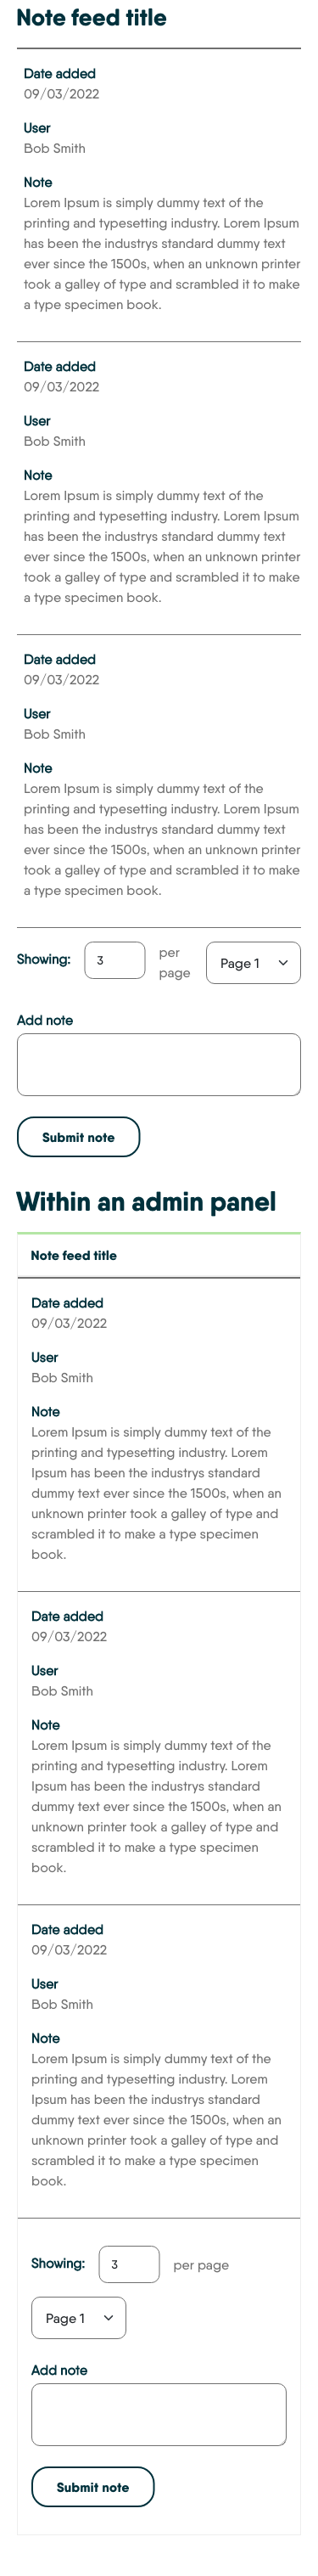 Note feed title
Date added
09/03/2022
User
Bob Smith
Note
Lorem Ipsum is simply dummy text of the
printing and typesetting industry. Lorem Ipsum
has been the industrys standard dummy text
ever since the 1500s, when an unknown printer
took a galley of type and scrambled it to make
a type specimen book.
Date added
09/03/2022
User
Bob Smith
Note
Lorem Ipsum is simply dummy text of the
printing and typesetting industry. Lorem Ipsum
has been the industrys standard dummy text
ever since the 1500s, when an unknown printer
took a galley of type and scrambled it to make
a type specimen book.
Date added
09/03/2022
User
Bob Smith
Note
Lorem Ipsum is simply dummy text of the
printing and typesetting industry. Lorem Ipsum
has been the industrys standard dummy text
ever since the 1500s, when an unknown printer
took a galley of type and scrambled it to make
a type specimen book.
Showing: 3 per page Page 1
Add note
Submit note
Within an admin panel
Note feed title
Date added
09/03/2022
User
Bob Smith
Note
Lorem Ipsum is simply dummy text of the
printing and typesetting industry. Lorem
Ipsum has been the industrys standard
dummy text ever since the 1500s, when an
unknown printer took a galley of type and
scrambled it to make a type specimen
book.
Date added
09/03/2022
User
Bob Smith
Note
Lorem Ipsum is simply dummy text of the
printing and typesetting industry. Lorem
Ipsum has been the industrys standard
dummy text ever since the 1500s, when an
unknown printer took a galley of type and
scrambled it to make a type specimen
book.
Date added
09/03/2022
User
Bob Smith
Note
Lorem Ipsum is simply dummy text of the
printing and typesetting industry. Lorem
Ipsum has been the industrys standard
dummy text ever since the 1500s, when an
unknown printer took a galley of type and
scrambled it to make a type specimen
book.
Showing: 3 per page
Page 1
Add note
Submit note